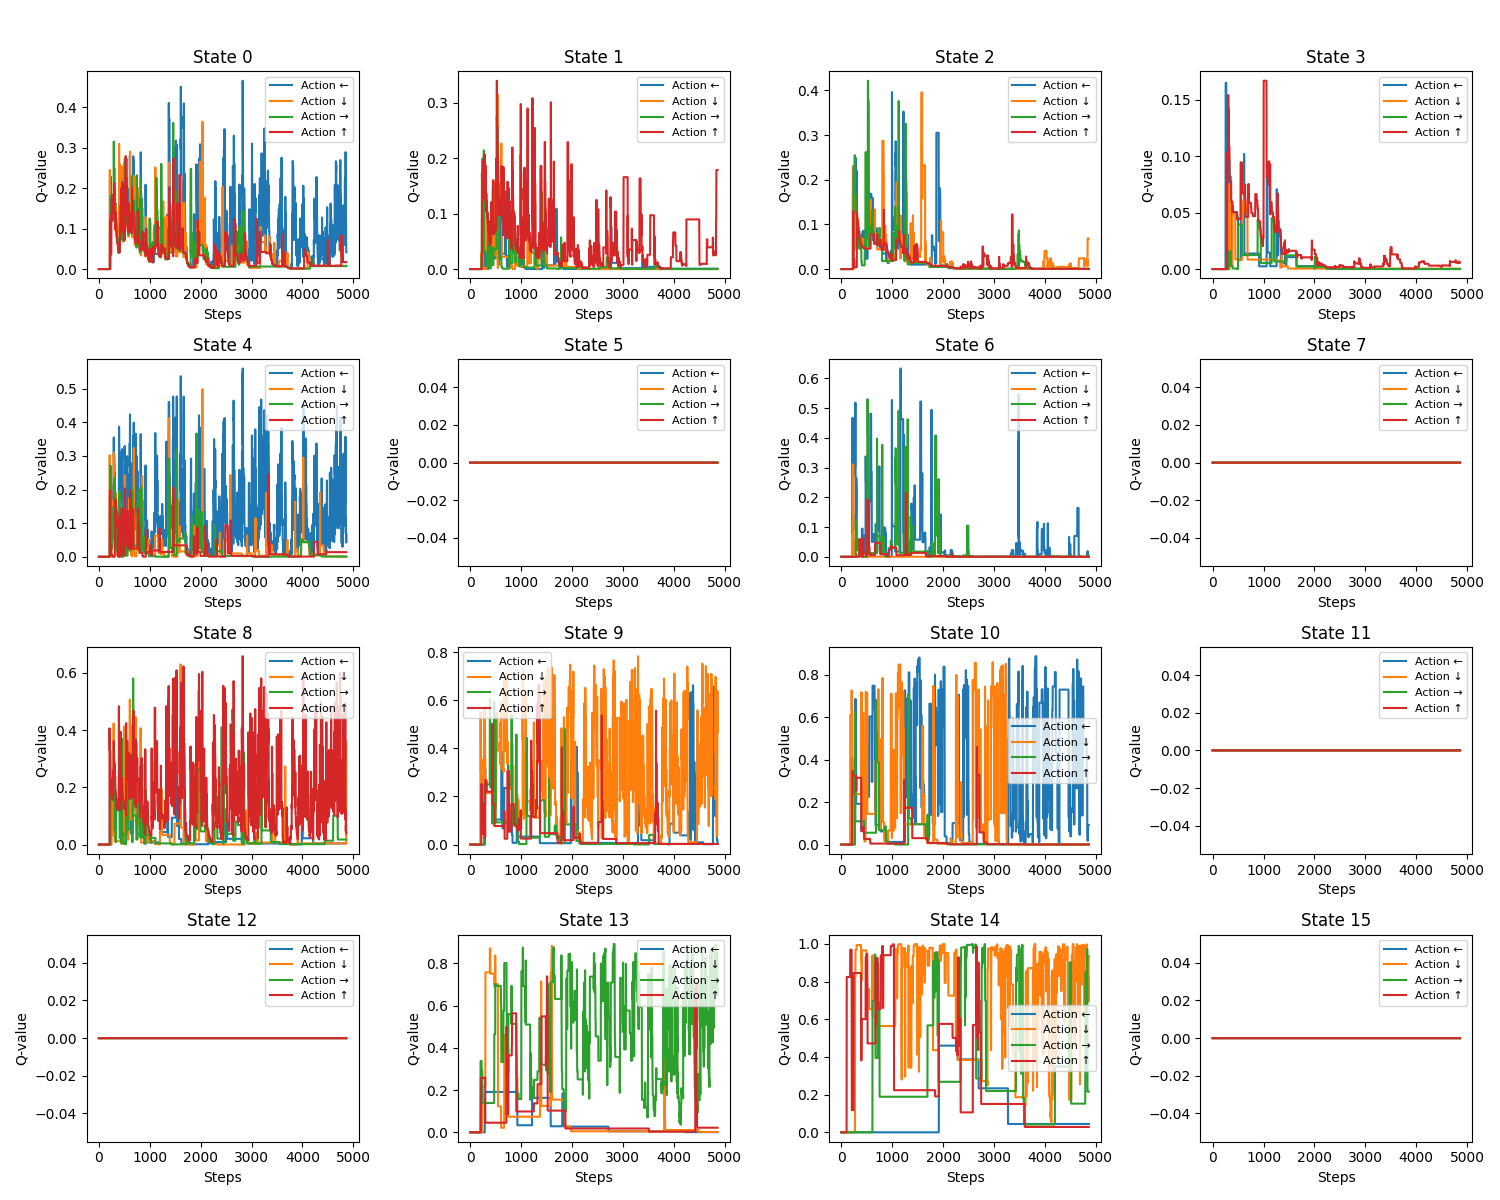 State 0
Action ←
Action ↓
Action →
Action ↑
Q-value
0.4
0.3
0.2
0.1
0.0
0 1000 2000 3000 4000 5000
Steps
State 1
Action ←
Action ↓
Action →
Action ↑
Q-value
0.3
0.2
0.1
0.0
0 1000 2000 3000 4000 5000
Steps
State 2
Action ←
Action ↓
Action →
Action ↑
Q-value
0.4
0.3
0.2
0.1
0.0
0 1000 2000 3000 4000 5000
Steps
State 3
Action ←
Action ↓
Action →
Action ↑
Q-value
0.15
0.10
0.05
0.00
0 1000 2000 3000 4000 5000
Steps
State 4
Action ←
Action ↓
Action →
Action ↑
Q-value
0.5
0.4
0.3
0.2
0.1
0.0
0 1000 2000 3000 4000 5000
Steps
State 5
Action ←
Action ↓
Action →
Action ↑
Q-value
0.04
0.02
0.00
−0.02
−0.04
0 1000 2000 3000 4000 5000
Steps
State 6
Action ←
Action ↓
Action →
Action ↑
Q-value
0.6
0.5
0.4
0.3
0.2
0.1
0.0
0 1000 2000 3000 4000 5000
Steps
State 7
Action ←
Action ↓
Action →
Action ↑
Q-value
0.04
0.02
0.00
−0.02
−0.04
0 1000 2000 3000 4000 5000
Steps
State 8
Action ←
Action ↓
Action →
Action ↑
Q-value
0.6
0.4
0.2
0.0
0 1000 2000 3000 4000 5000
Steps
State 9
Action ←
Action ↓
Action →
Action ↑
Q-value
0.8
0.6
0.4
0.2
0.0
0 1000 2000 3000 4000 5000
Steps
State 10
Action ←
Action ↓
Action →
Action ↑
Q-value
0.8
0.6
0.4
0.2
0.0
0 1000 2000 3000 4000 5000
Steps
State 11
Action ←
Action ↓
Action →
Action ↑
Q-value
0.04
0.02
0.00
−0.02
−0.04
0 1000 2000 3000 4000 5000
Steps
State 12
Action ←
Action ↓
Action →
Action ↑
Q-value
0.04
0.02
0.00
−0.02
−0.04
0 1000 2000 3000 4000 5000
Steps
State 13
Action ←
Action ↓
Action →
Action ↑
Q-value
0.8
0.6
0.4
0.2
0.0
0 1000 2000 3000 4000 5000
Steps
State 14
Action ←
Action ↓
Action →
Action ↑
Q-value
1.0
0.8
0.6
0.4
0.2
0.0
0 1000 2000 3000 4000 5000
Steps
State 15
Action ←
Action ↓
Action →
Action ↑
Q-value
0.04
0.02
0.00
−0.02
−0.04
0 1000 2000 3000 4000 5000
Steps